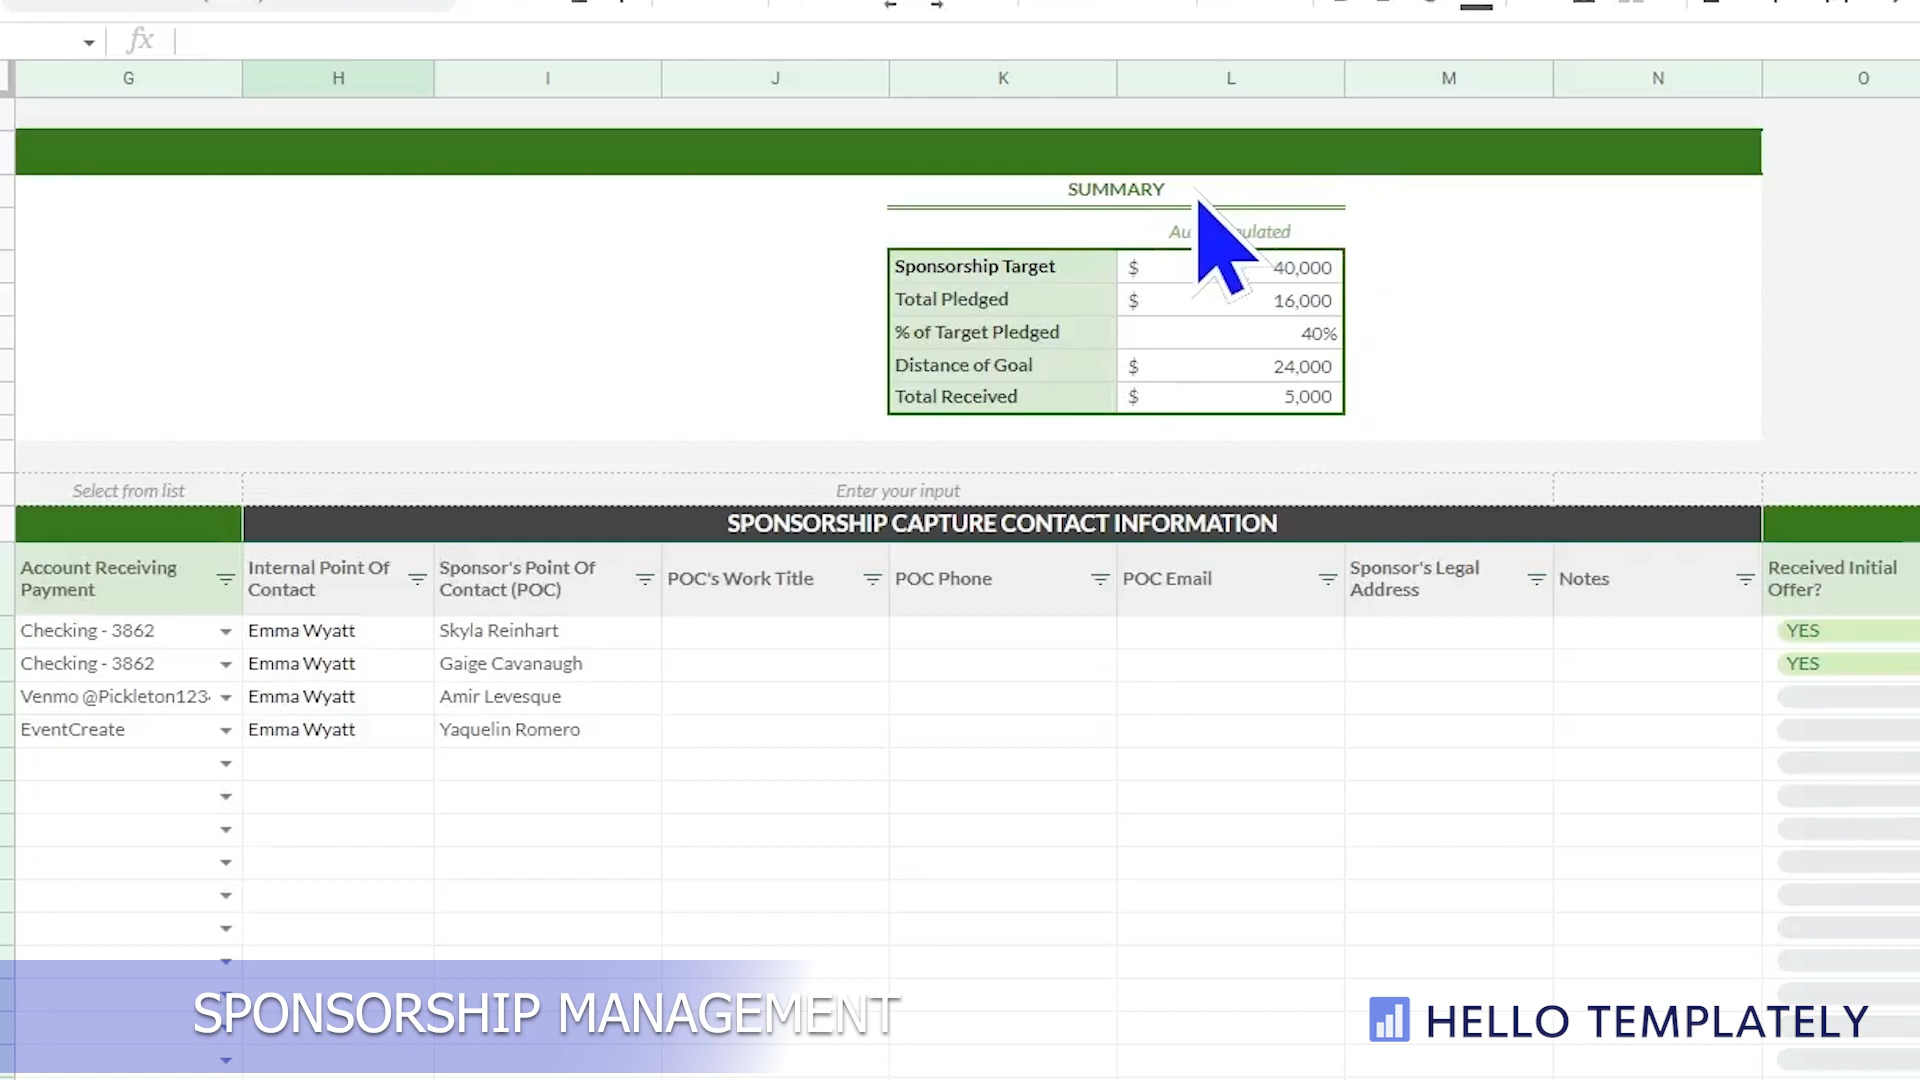 fx
G H I J K L M N O
SUMMARY
Sponsorship Target $ 40,000
Total Pledged $ 16,000
% of Target Pledged 40%
Distance of Goal $ 24,000
Total Received $ 5,000
Select from list Enter your input
SPONSORSHIP CAPTURE CONTACT INFORMATION
Account Receiving Payment Internal Point Of Contact Sponsor's Point Of Contact (POC) POC's Work Title POC Phone POC Email Sponsor's Legal Address Notes Received Initial Offer?
Checking - 3862 Emma Wyatt Skyla Reinhart YES
Checking - 3862 Emma Wyatt Gaige Cavanaugh YES
Venmo @Pickleton123 Emma Wyatt Amir Levesque
EventCreate Emma Wyatt Yaquelin Romero
SPONSORSHIP MANAGEMENT
HELLO TEMPLATELY